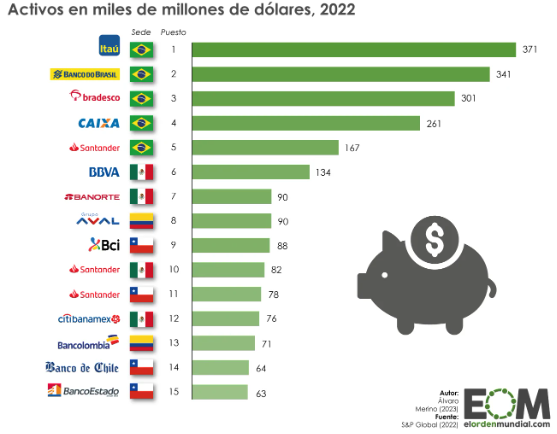 Activos en miles de millones de dólares, 2022
Sede Puesto
Itaú 1 371
BANCO DO BRASIL 2 341
bradesco 3 301
CAIXA 4 261
Santander 5 167
BBVA 6 134
BANORTE 7 90
Grupo AVAL 8 90
Bci 9 88
Santander 10 82
Santander 11 78
citibanamex 12 76
Bancolombia 13 71
Banco de Chile 14 64
BancoEstado 15 63
$
Autor:
Álvaro
Merino (2023)
Fuente:
S&P Global (2022)
EOM
elordenmundial.com